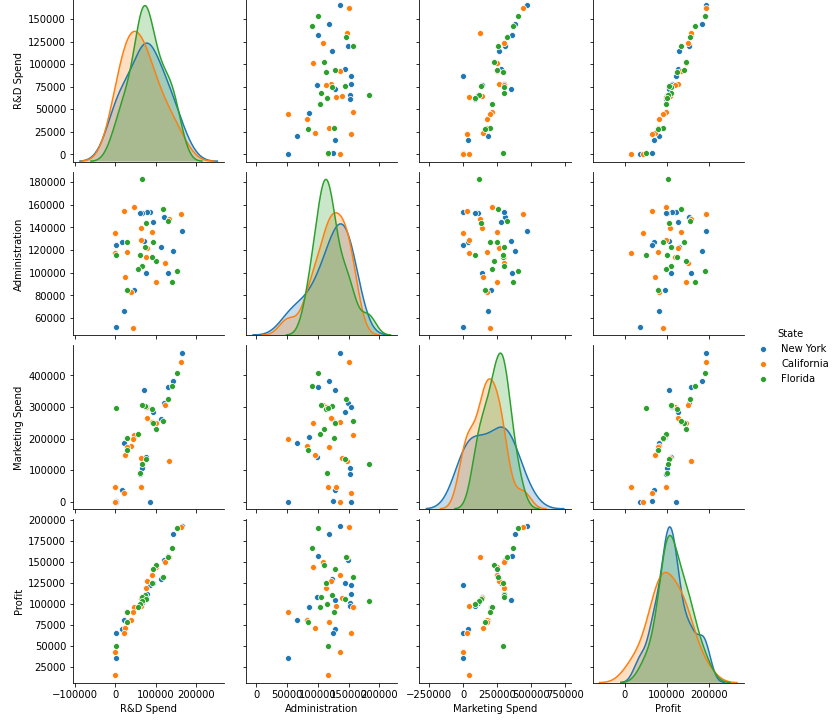 150000
125000
100000
75000
50000
25000
0
R&D Spend
180000
160000
140000
120000
100000
80000
60000
Administration
State
New York
California
Florida
400000
300000
200000
100000
0
Marketing Spend
200000
175000
150000
125000
100000
75000
50000
25000
Profit
−100000 0 100000 200000
R&D Spend
0 50000 100000 150000 200000
Administration
−250000 0 250000 500000 750000
Marketing Spend
0 100000 200000
Profit